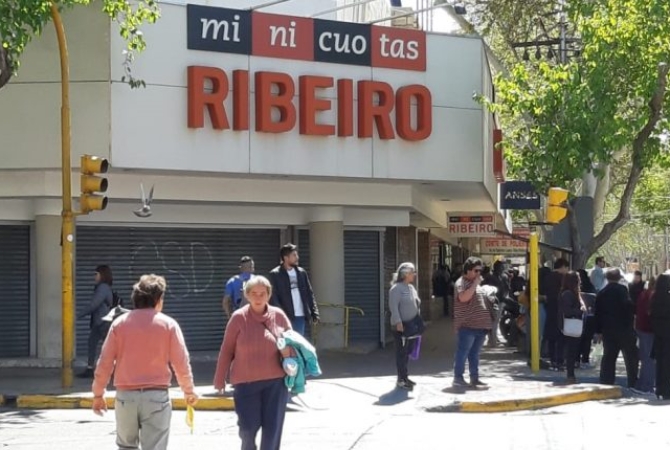 mi ni cuo tas
RIBEIRO
ANSES
RIBEIRO